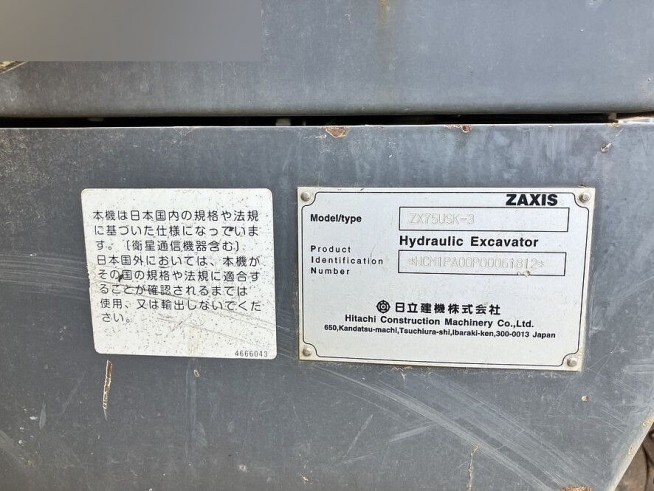 本機は日本国内の規格や法規
に基づいた仕様になっていま
す。〔衛星通信機器含む〕
日本国外においては、本機が
その国の規格や法規に適合す
ることが確認されるまでは
使用、又は輸出しないでくだ
さい。
4666043
ZAXIS
Model/type
ZX75USK-3
Hydraulic Excavator
Product
Identification
Number
*HCM1PA00P00061812*
日立建機株式会社
Hitachi Construction Machinery Co.,Ltd.
650,Kandatsu-machi,Tsuchiura-shi,Ibaraki-ken,300-0013 Japan